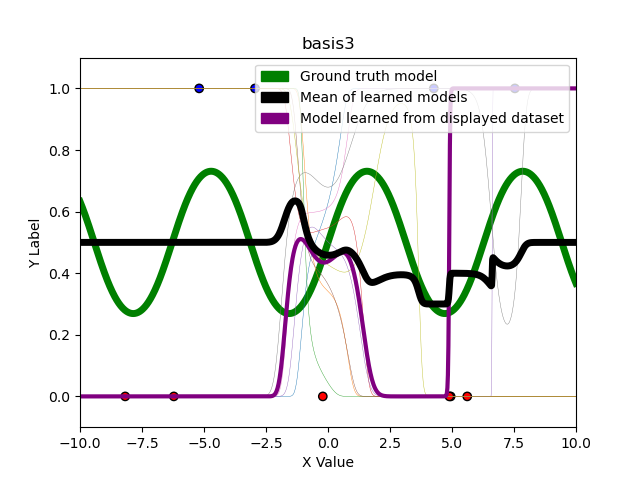 basis3
Ground truth model
Mean of learned models
Model learned from displayed dataset
Y Label
1.0
0.8
0.6
0.4
0.2
0.0
−10.0 −7.5 −5.0 −2.5 0.0 2.5 5.0 7.5 10.0
X Value